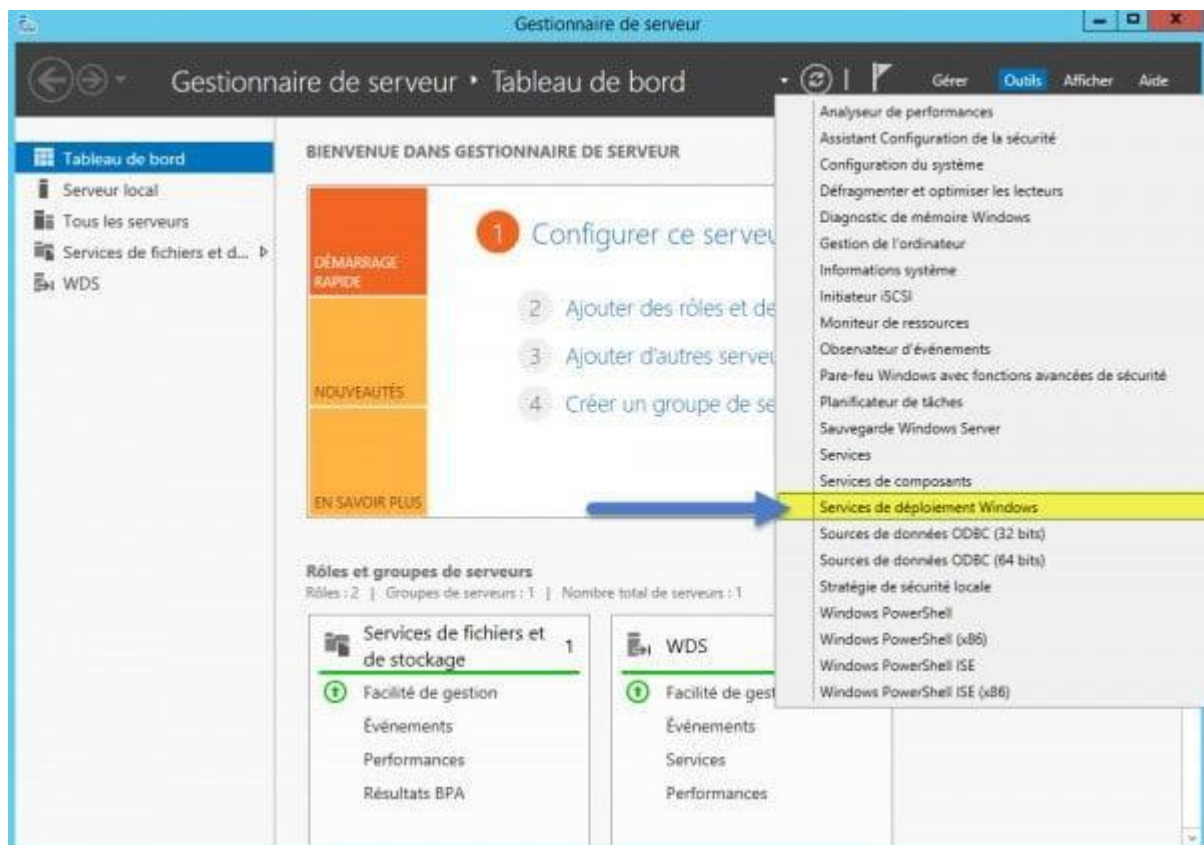 Gestionnaire de serveur
Gestionnaire de serveur • Tableau de bord
Gérer Outils Afficher Aide
Tableau de bord
Serveur local
Tous les serveurs
Services de fichiers et d...
WDS
BIENVENUE DANS GESTIONNAIRE DE SERVEUR
DÉMARRAGE
RAPIDE
NOUVEAUTÉS
EN SAVOIR PLUS
1 Configurer ce serveu
2 Ajouter des rôles et de
3 Ajouter d'autres serveu
4 Créer un groupe de se
Analyseur de performances
Assistant Configuration de la sécurité
Configuration du système
Défragmenter et optimiser les lecteurs
Diagnostic de mémoire Windows
Gestion de l'ordinateur
Informations système
Initiateur iSCSI
Moniteur de ressources
Observateur d'événements
Pare-feu Windows avec fonctions avancées de sécurité
Planificateur de tâches
Sauvegarde Windows Server
Services
Services de composants
Services de déploiement Windows
Sources de données ODBC (32 bits)
Sources de données ODBC (64 bits)
Stratégie de sécurité locale
Windows PowerShell
Windows PowerShell (x86)
Windows PowerShell ISE
Windows PowerShell ISE (x86)
Rôles et groupes de serveurs
Rôles : 2 | Groupes de serveurs : 1 | Nombre total de serveurs : 1
Services de fichiers et
de stockage
1
Facilité de gestion
Événements
Performances
Résultats BPA
WDS
Facilité de gest
Événements
Services
Performances